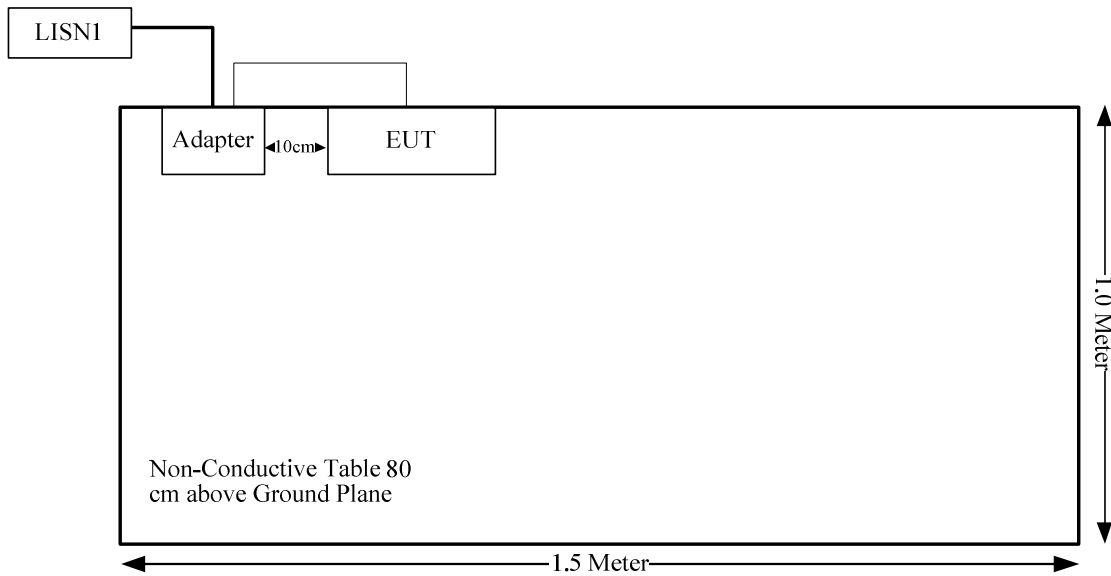 LISN1
Adapter
10cm
EUT
1.0 Meter
Non-Conductive Table 80
cm above Ground Plane
1.5 Meter